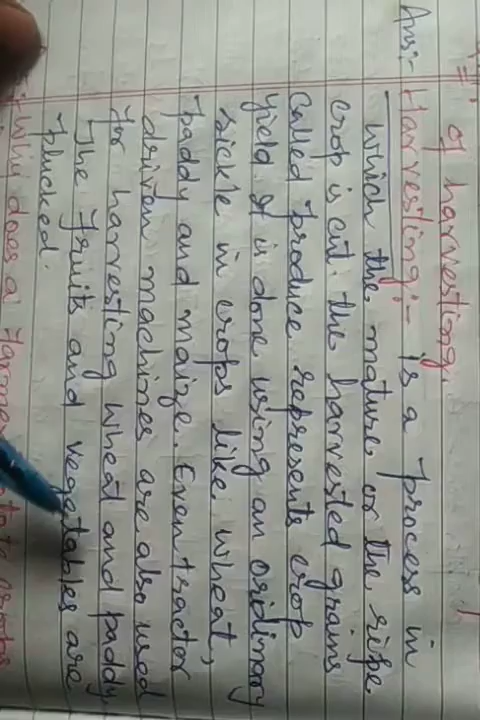 of harvesting.
Ans:- Harvesting:- is a process in
which the mature or the ripe
crop is cut. the harvested grains
called produce represents crop
yield. It is done using an ordinary
sickle in crops like wheat,
paddy and maize. Even tractor
driven machines are also used
for harvesting wheat and paddy
The fruits and vegetables are
plucked.
Why does a farmer rotate crops